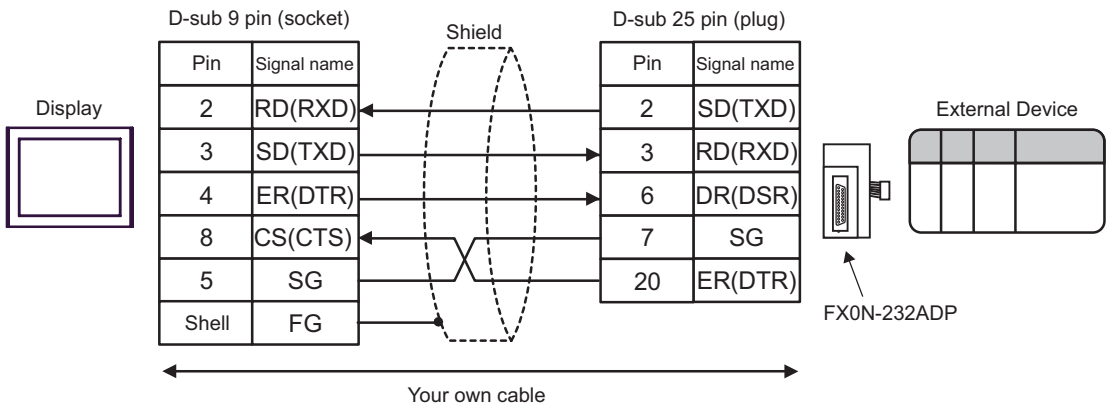 D-sub 9 pin (socket)
Shield
D-sub 25 pin (plug)
Pin Signal name
Pin Signal name
Display
External Device
2 RD(RXD) 2 SD(TXD)
3 SD(TXD) 3 RD(RXD)
4 ER(DTR) 6 DR(DSR)
8 CS(CTS) 7 SG
5 SG 20 ER(DTR)
Shell FG
FX0N-232ADP
Your own cable